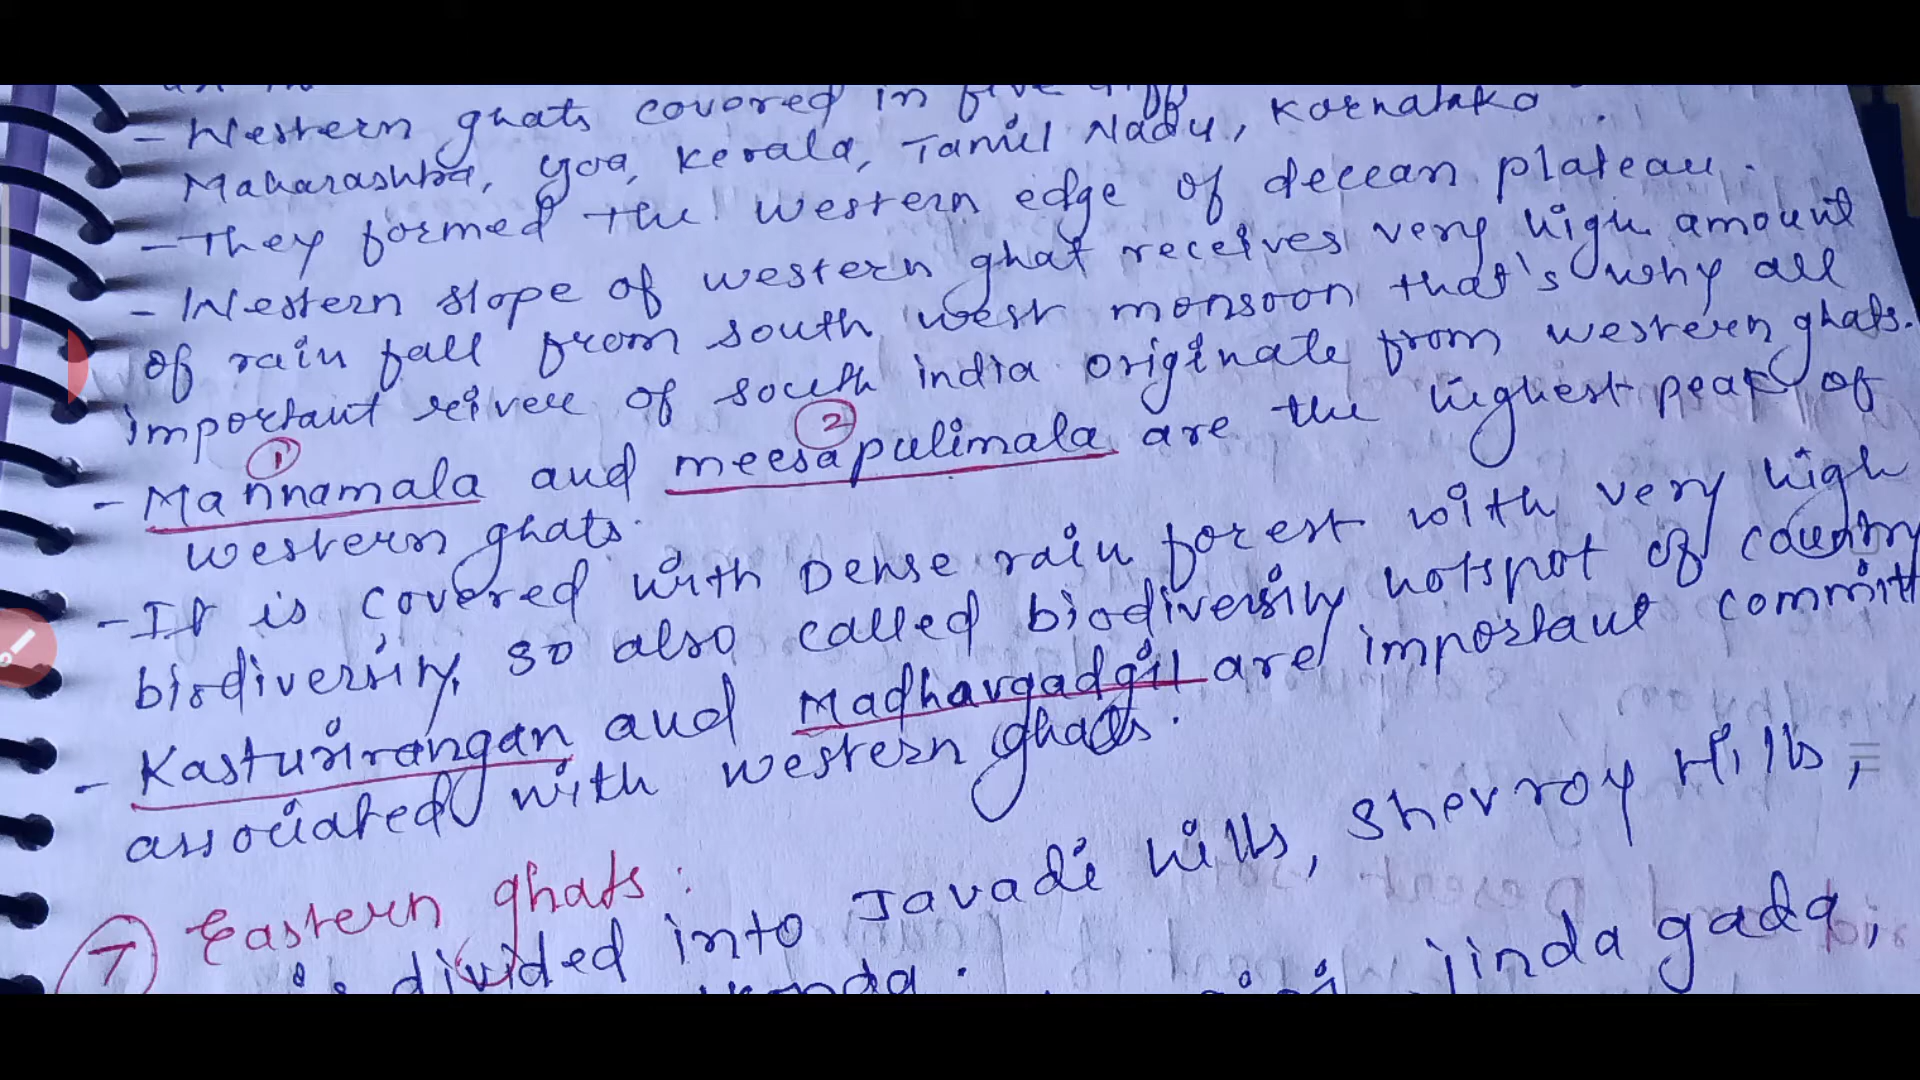 - Western ghats covered in five diff
Maharashtra, goa, Kerala, Tamil Nadu, Karnataka.
- They formed the western edge of deccan plateau.
- Western slope of western ghat receives very high amount
of rain fall from south west monsoon that's why all
important river of south india originate from western ghats.
① ②
- Mannamala and meesapulimala are the highest peak of
western ghats.
- It is covered with Dense rain forest with very high
biodiversity, so also called biodiversity hotspot of country
- Kasturirangan and Madhavgadgil are important committ
associated with western ghats.
⑦ Eastern ghats:
is divided into Javadi hills, Shevroy Hills,
jinda gada,